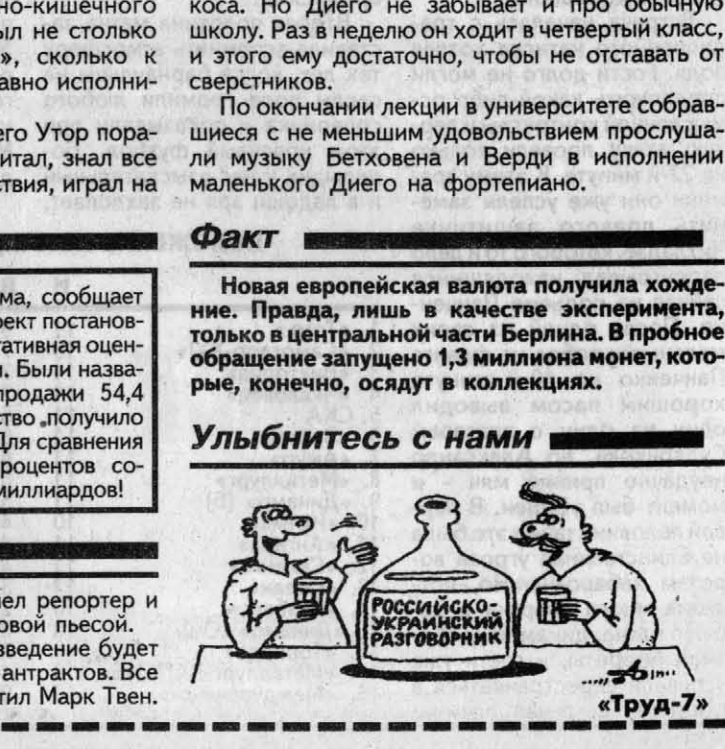 но-кишечного
ыл не столько
», сколько к
авно исполни-
его Утор пора-
итал, знал все
ствия, играл на
ма, сообщает
ект постанов-
тативная оцен-
и. Были назва-
продажи 54,4
ство получило
Для сравнения
процентов со-
миллиардов!
ел репортер и
овой пьесой.
зведение будет
антрактов. Все
тил Марк Твен.
коса. Но Диего не забывает и про обычную
школу. Раз в неделю он ходит в четвертый класс,
и этого ему достаточно, чтобы не отставать от
сверстников.
По окончании лекции в университете собрав-
шиеся с не меньшим удовольствием прослуша-
ли музыку Бетховена и Верди в исполнении
маленького Диего на фортепиано.
Факт
Новая европейская валюта получила хожде-
ние. Правда, лишь в качестве эксперимента,
только в центральной части Берлина. В пробное
обращение запущено 1,3 миллиона монет, кото-
рые, конечно, осядут в коллекциях.
Улыбнитесь с нами
РОССИЙСКО-
УКРАИНСКИЙ
РАЗГОВОРНИК
«Труд-7»